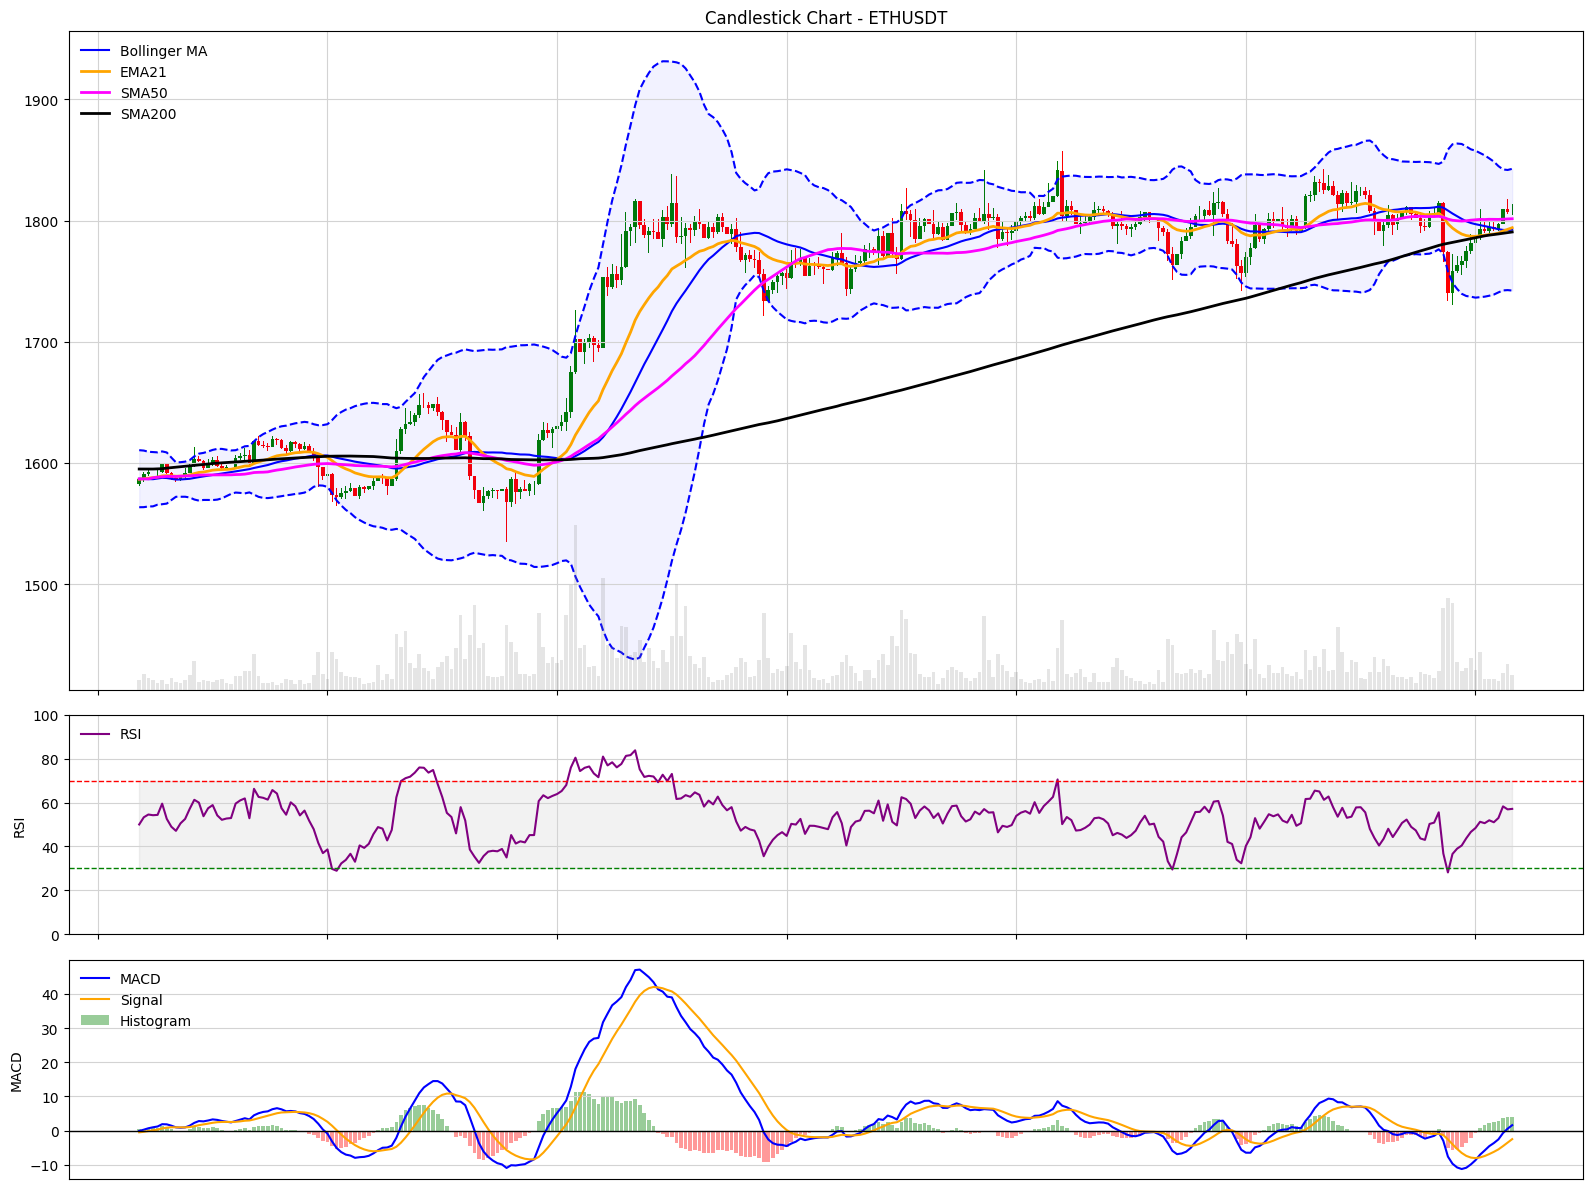 Candlestick Chart - ETHUSDT
Bollinger MA
EMA21
SMA50
SMA200
1900
1800
1700
1600
1500
RSI
100
80
60
40
20
0
RSI
MACD
Signal
Histogram
40
30
20
10
0
−10
MACD